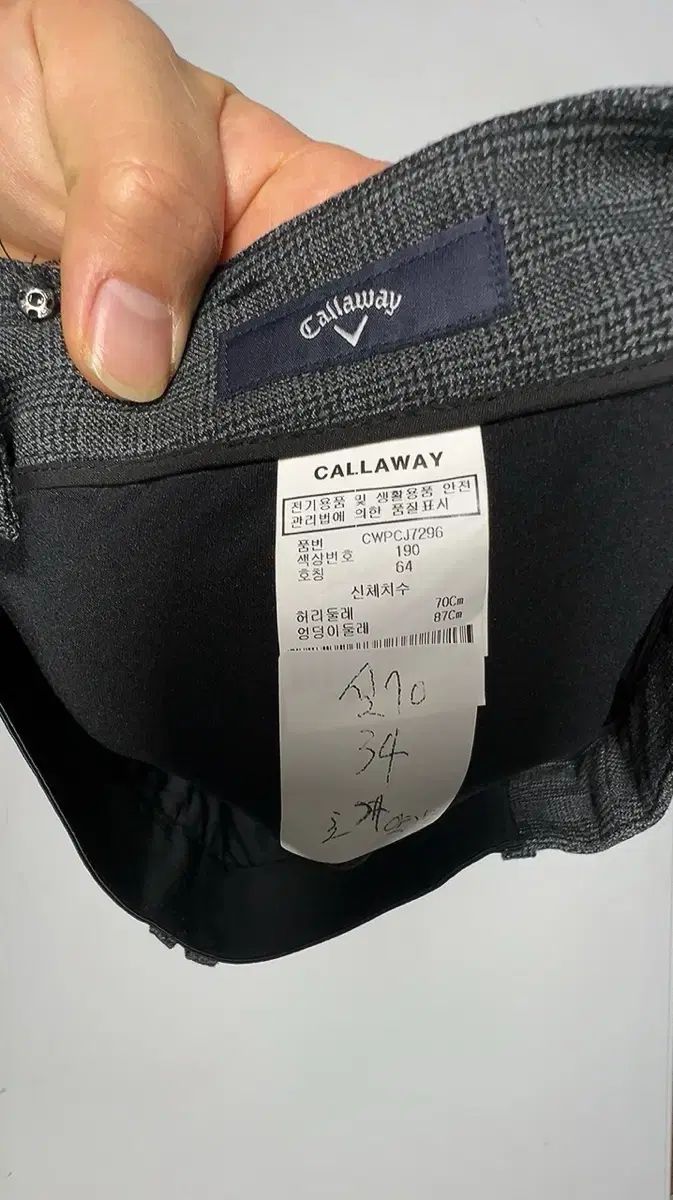 Callaway
CALLAWAY
전기용품 및 생활용품 안전
관리법에 의한 품질표시
품번 CWPCJ7296
색상번호 190
호칭 64
신체치수
허리둘레 70Cm
엉덩이둘레 87Cm
실70
34